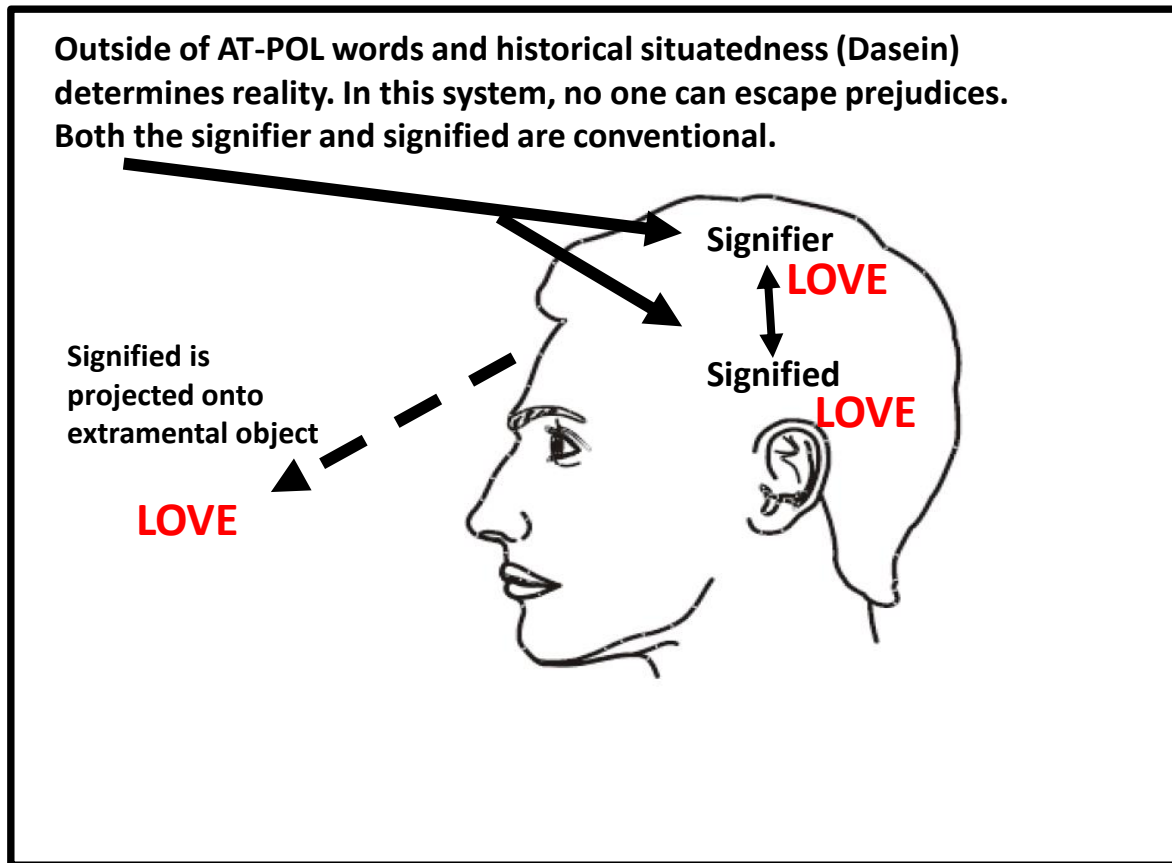 Outside of AT-POL words and historical situatedness (Dasein)
determines reality. In this system, no one can escape prejudices.
Both the signifier and signified are conventional.
Signifier
LOVE
Signified
LOVE
Signified is
projected onto
extramental object
LOVE